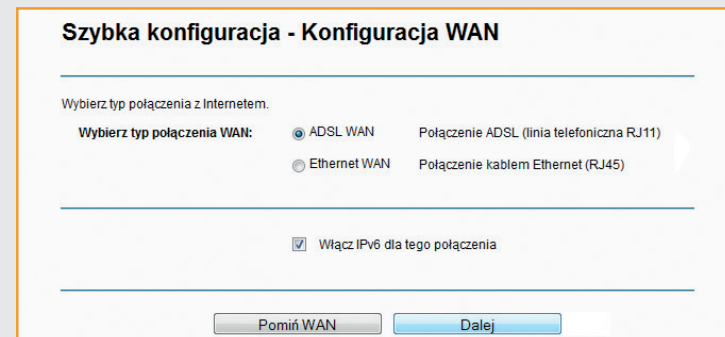 Szybka konfiguracja - Konfiguracja WAN
Wybierz typ połączenia z Internetem.
Wybierz typ połączenia WAN: ADSL WAN Połączenie ADSL (linia telefoniczna RJ11)
Ethernet WAN Połączenie kablem Ethernet (RJ45)
Włącz IPv6 dla tego połączenia
Pomiń WAN Dalej